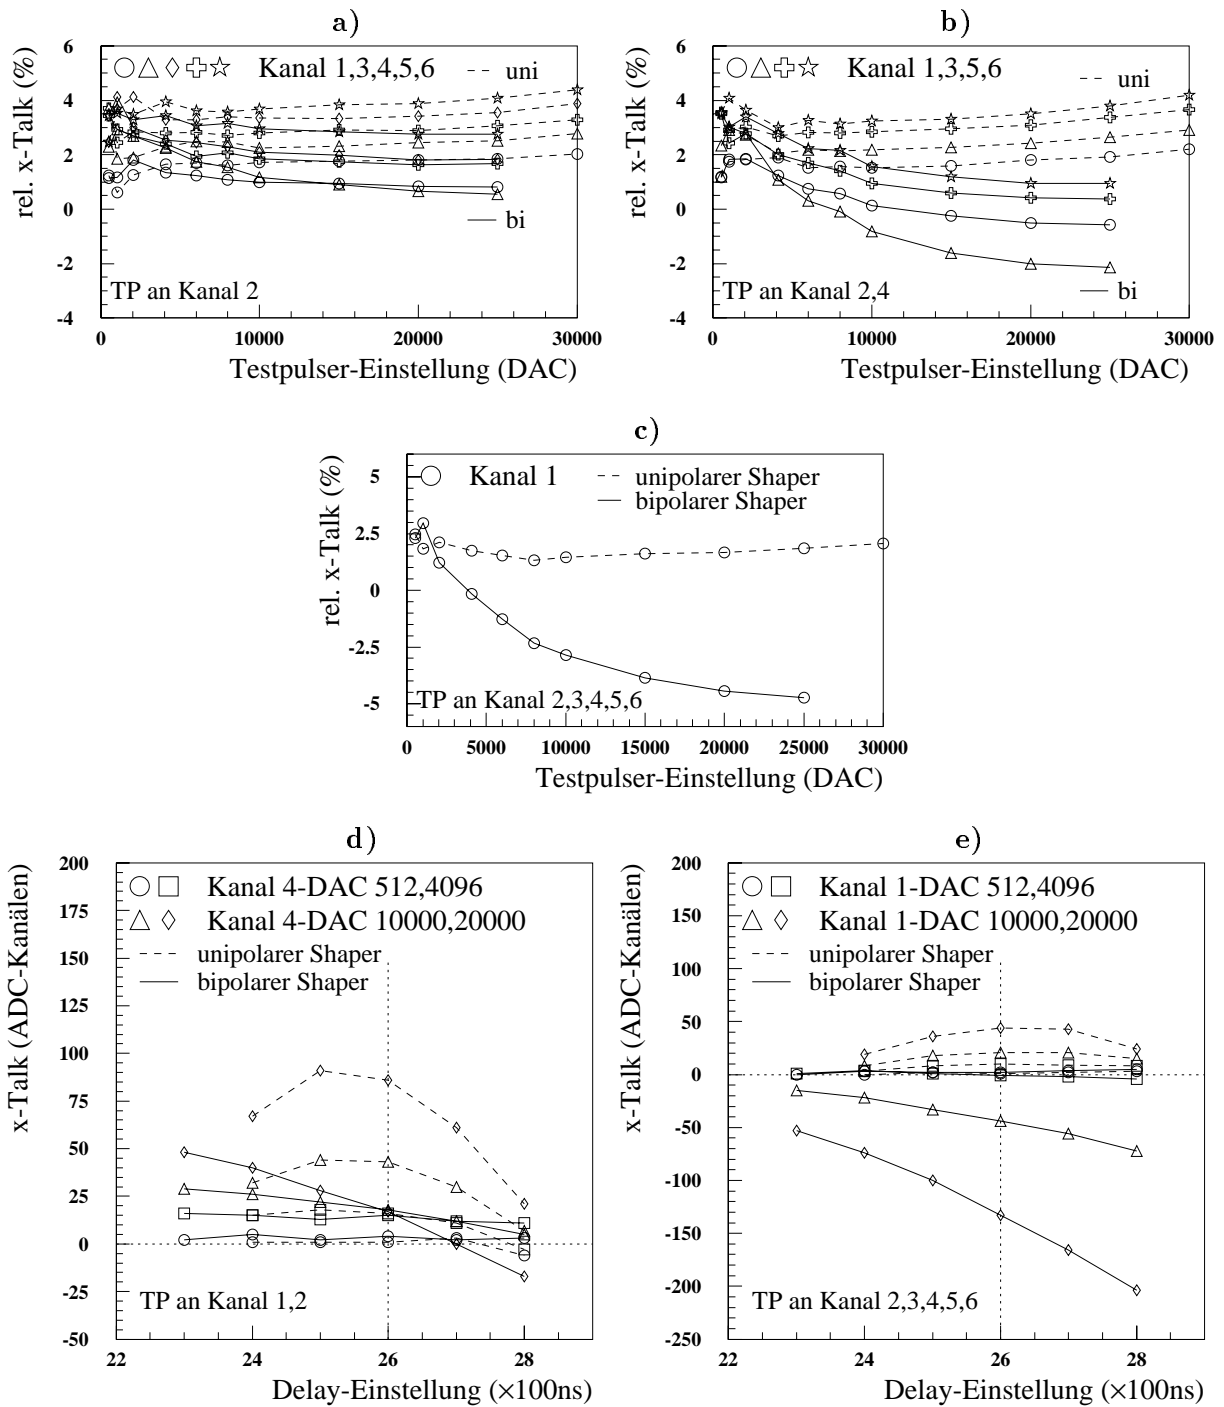 a)
6
4
2
0
-2
-4
rel. x-Talk (%)
Kanal 1,3,4,5,6
uni
bi
TP an Kanal 2
0 10000 20000 30000
Testpulser-Einstellung (DAC)
b)
6
4
2
0
-2
-4
rel. x-Talk (%)
Kanal 1,3,5,6
uni
bi
TP an Kanal 2,4
0 10000 20000 30000
Testpulser-Einstellung (DAC)
c)
5
2.5
0
-2.5
-5
rel. x-Talk (%)
Kanal 1
unipolarer Shaper
bipolarer Shaper
TP an Kanal 2,3,4,5,6
0 5000 10000 15000 20000 25000 30000
Testpulser-Einstellung (DAC)
d)
200
175
150
125
100
75
50
25
0
-25
-50
x-Talk (ADC-Kanälen)
Kanal 4-DAC 512,4096
Kanal 4-DAC 10000,20000
unipolarer Shaper
bipolarer Shaper
TP an Kanal 1,2
22 24 26 28
Delay-Einstellung (×100ns)
e)
200
150
100
50
0
-50
-100
-150
-200
-250
x-Talk (ADC-Kanälen)
Kanal 1-DAC 512,4096
Kanal 1-DAC 10000,20000
unipolarer Shaper
bipolarer Shaper
TP an Kanal 2,3,4,5,6
22 24 26 28
Delay-Einstellung (×100ns)